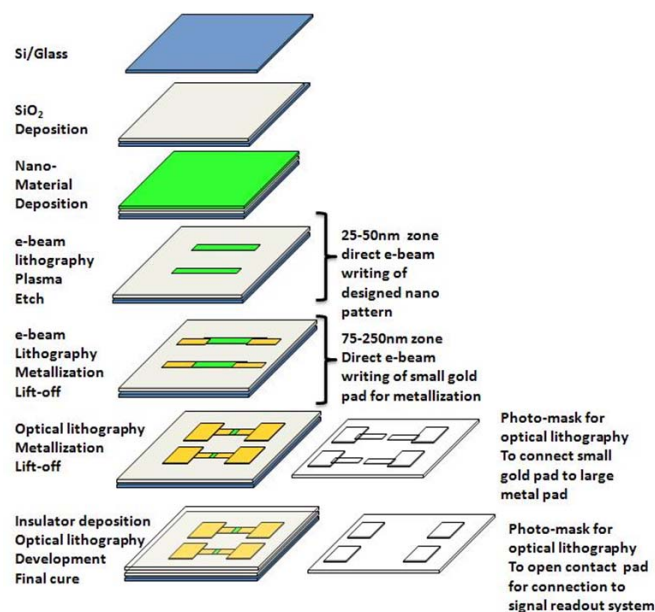 Si/Glass
SiO₂
Deposition
Nano-
Material
Deposition
e-beam
lithography
Plasma
Etch
25-50nm zone
direct e-beam
writing of
designed nano
pattern
e-beam
Lithography
Metallization
Lift-off
75-250nm zone
Direct e-beam
writing of small gold
pad for metallization
Optical lithography
Metallization
Lift-off
Photo-mask for
optical lithography
To connect small
gold pad to large
metal pad
Insulator deposition
Optical lithography
Development
Final cure
Photo-mask for
optical lithography
To open contact pad
for connection to
signal readout system